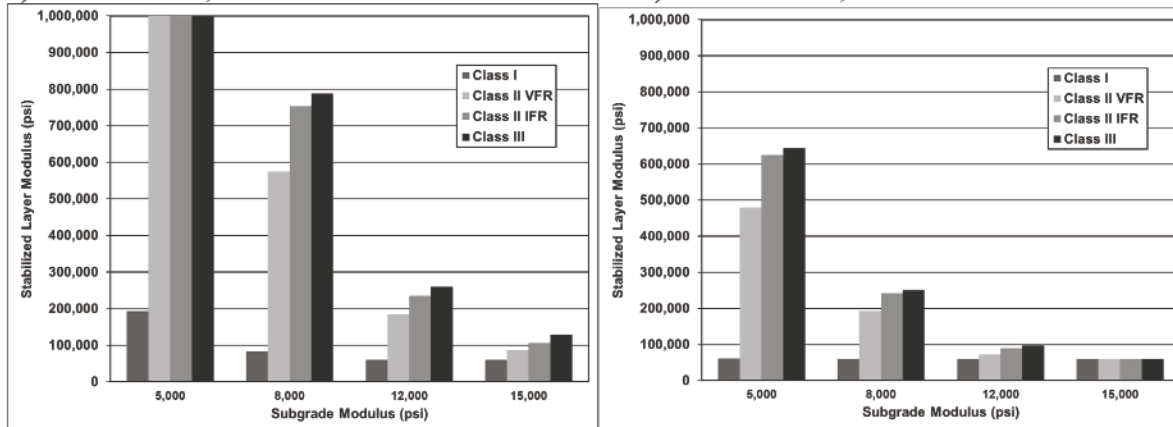 1,000,000
900,000
800,000
700,000
600,000
500,000
400,000
300,000
200,000
100,000
0
Stabilized Layer Modulus (psi)
Class I
Class II VFR
Class II IFR
Class III
5,000 8,000 12,000 15,000
Subgrade Modulus (psi)
1,000,000
900,000
800,000
700,000
600,000
500,000
400,000
300,000
200,000
100,000
0
Stabilized Layer Modulus (psi)
Class I
Class II VFR
Class II IFR
Class III
5,000 8,000 12,000 15,000
Subgrade Modulus (psi)